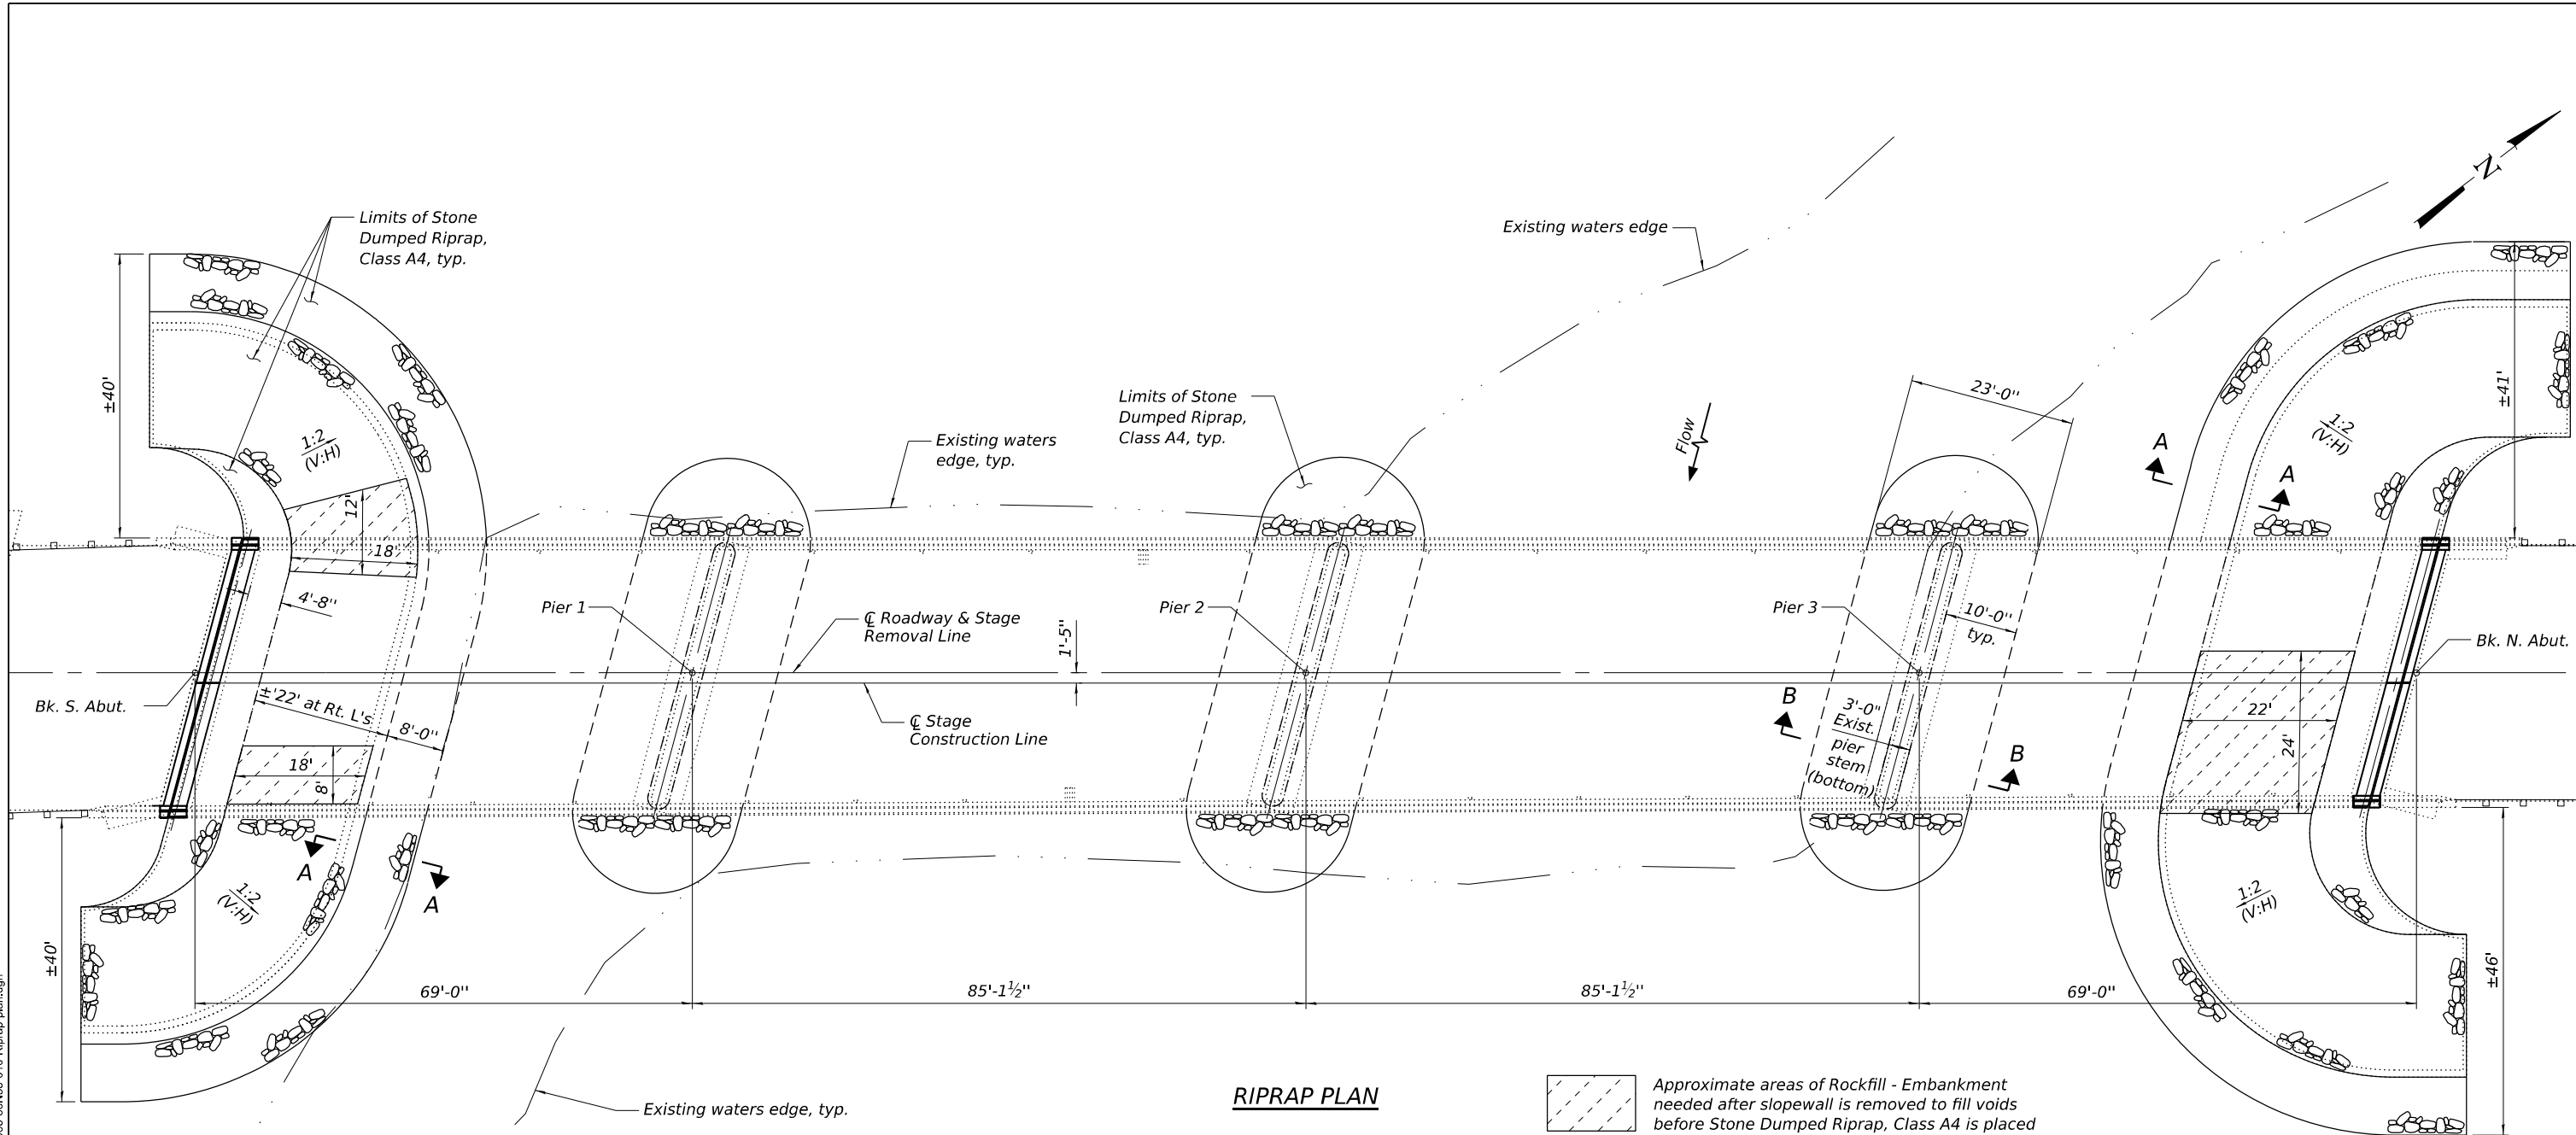 N
Limits of Stone
Dumped Riprap,
Class A4, typ.
Existing waters edge
±40'
±41'
23'-0"
Limits of Stone
Dumped Riprap,
Class A4, typ.
Flow
Existing waters
edge, typ.
1:2
(V:H)
1:2
(V:H)
A
A
12'
18'
4'-8"
Pier 1
℄ Roadway & Stage
Removal Line
1'-5"
Pier 2
Pier 3
10'-0"
typ.
Bk. N. Abut.
Bk. S. Abut.
±'22' at Rt. L's
8'-0"
℄ Stage
Construction Line
B
3'-0"
Exist.
pier
stem
(bottom)
B
22'
24'
18'
8'
A
A
1:2
(V:H)
1:2
(V:H)
±40'
±46'
69'-0"
85'-1½"
85'-1½"
69'-0"
Existing waters edge, typ.
RIPRAP PLAN
Approximate areas of Rockfill - Embankment
needed after slopewall is removed to fill voids
before Stone Dumped Riprap, Class A4 is placed